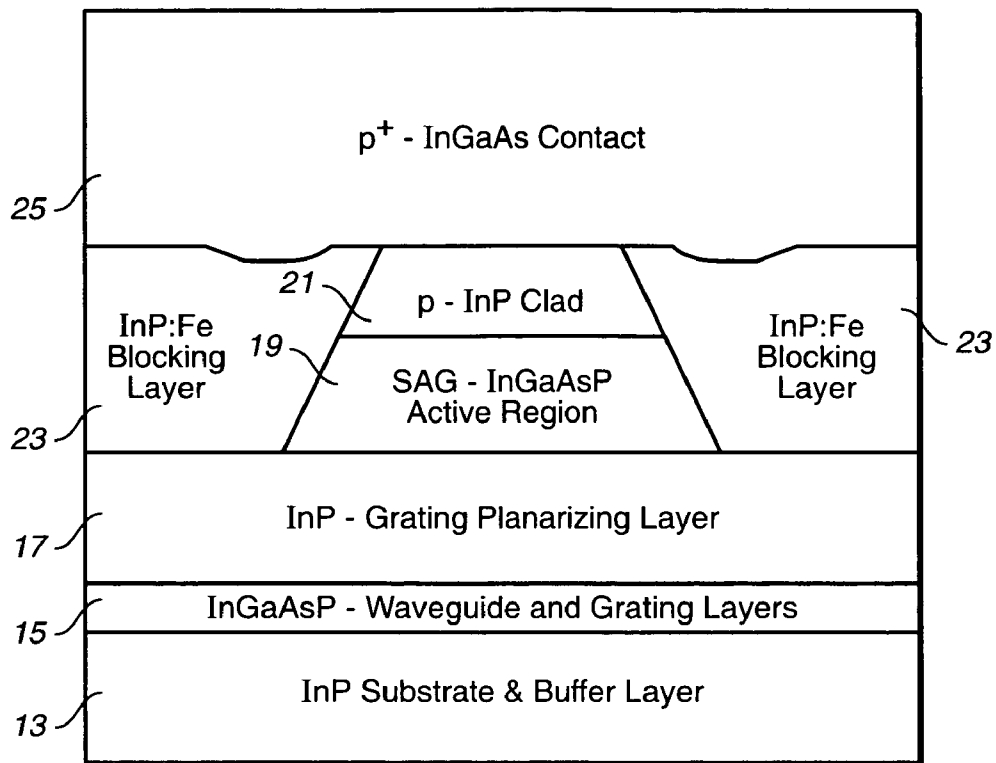 p+ - InGaAs Contact
25
21
p - InP Clad
InP:Fe
Blocking
Layer
19
SAG - InGaAsP
Active Region
InP:Fe
Blocking
Layer
23
23
InP - Grating Planarizing Layer
17
InGaAsP - Waveguide and Grating Layers
15
InP Substrate & Buffer Layer
13